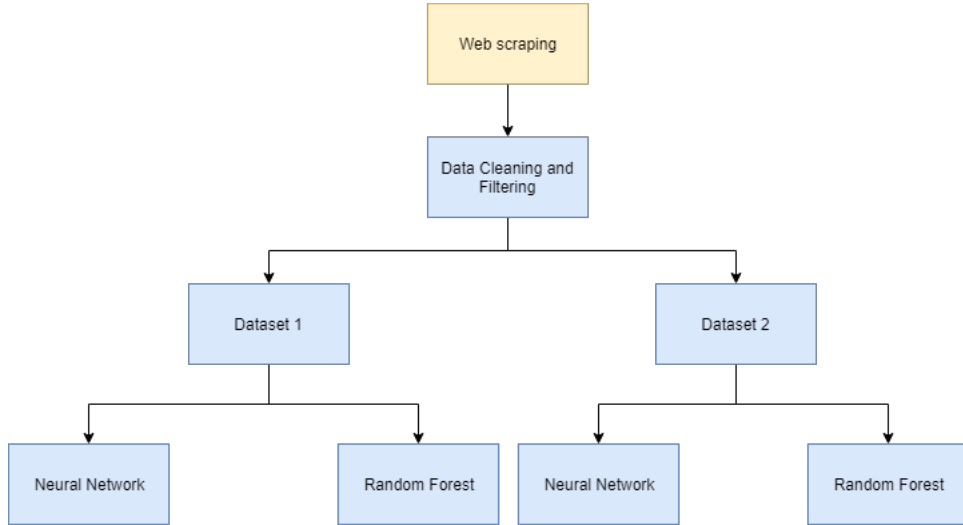 Web scraping
Data Cleaning and
Filtering
Dataset 1
Dataset 2
Neural Network
Random Forest
Neural Network
Random Forest